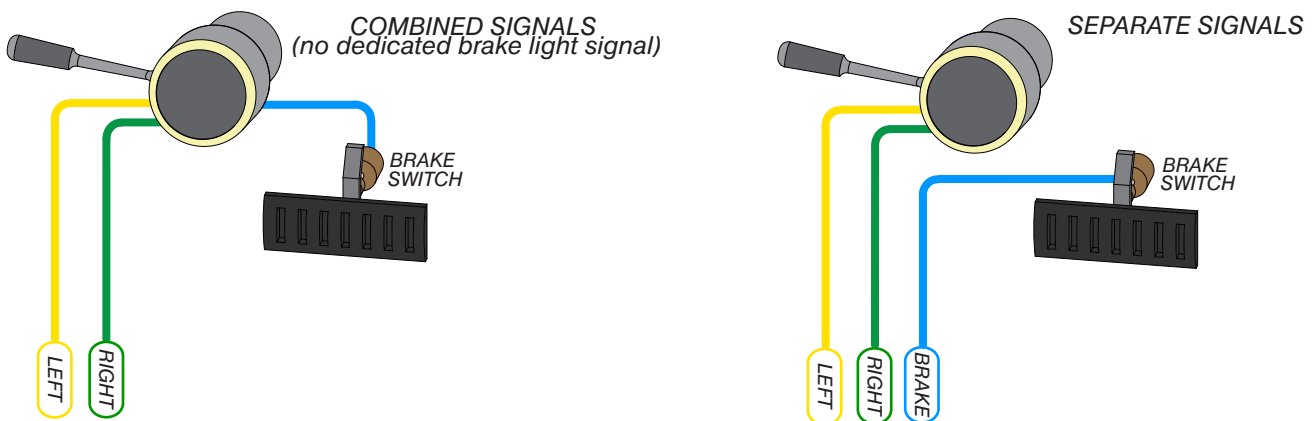 COMBINED SIGNALS
(no dedicated brake light signal)
BRAKE
SWITCH
LEFT
RIGHT
SEPARATE SIGNALS
BRAKE
SWITCH
LEFT
RIGHT
BRAKE